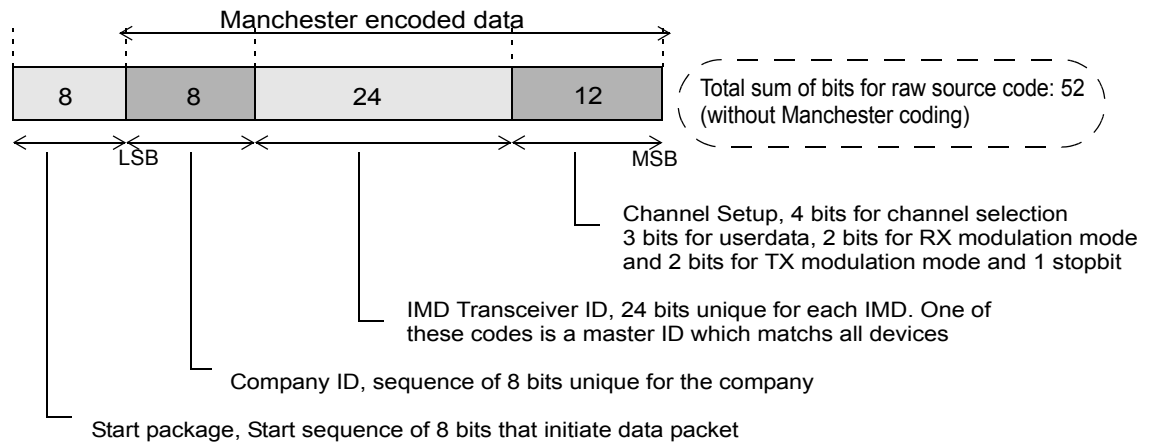 Manchester encoded data
8
8
24
12
Total sum of bits for raw source code: 52
(without Manchester coding)
LSB
MSB
Channel Setup, 4 bits for channel selection
3 bits for userdata, 2 bits for RX modulation mode
and 2 bits for TX modulation mode and 1 stopbit
IMD Transceiver ID, 24 bits unique for each IMD. One of
these codes is a master ID which matchs all devices
Company ID, sequence of 8 bits unique for the company
Start package, Start sequence of 8 bits that initiate data packet